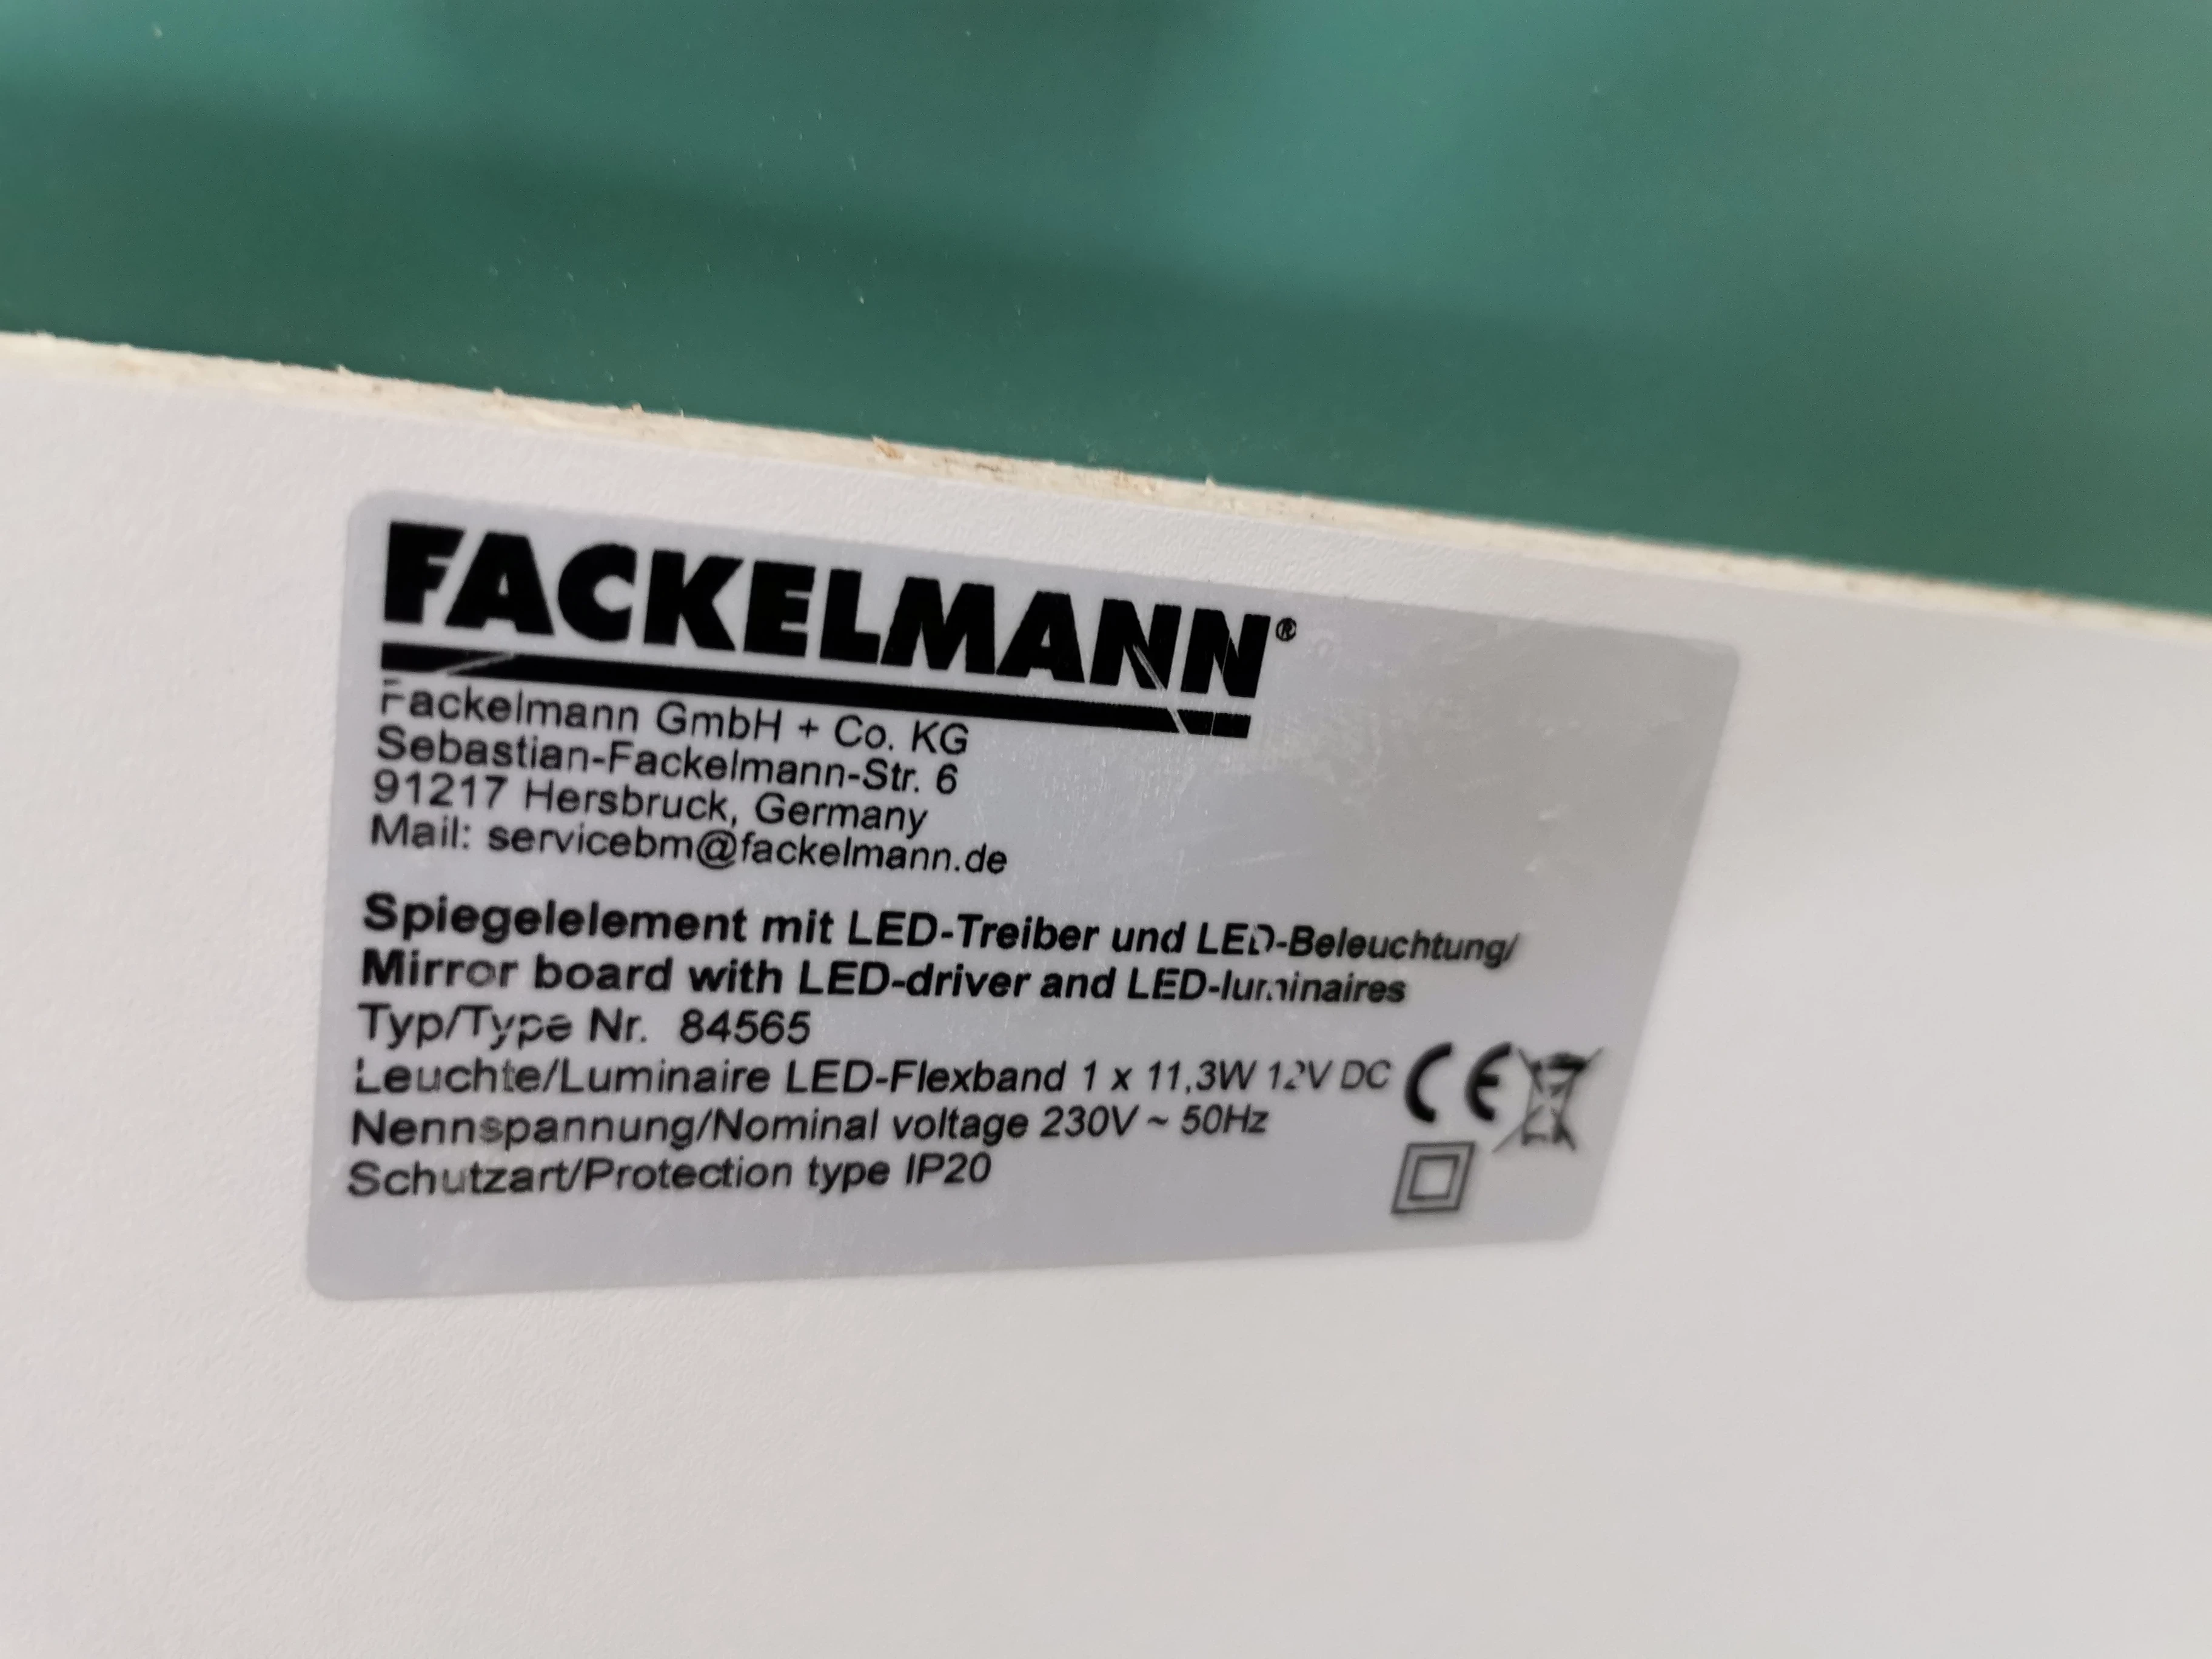 FACKELMANN®
Fackelmann GmbH + Co. KG
Sebastian-Fackelmann-Str. 6
91217 Hersbruck, Germany
Mail: servicebm@fackelmann.de
Spiegelelement mit LED-Treiber und LED-Beleuchtung/
Mirror board with LED-driver and LED-luminaires
Typ/Type Nr. 84565
Leuchte/Luminaire LED-Flexband 1 x 11,3W 12V DC CE
Nennspannung/Nominal voltage 230V ~ 50Hz
Schutzart/Protection type IP20